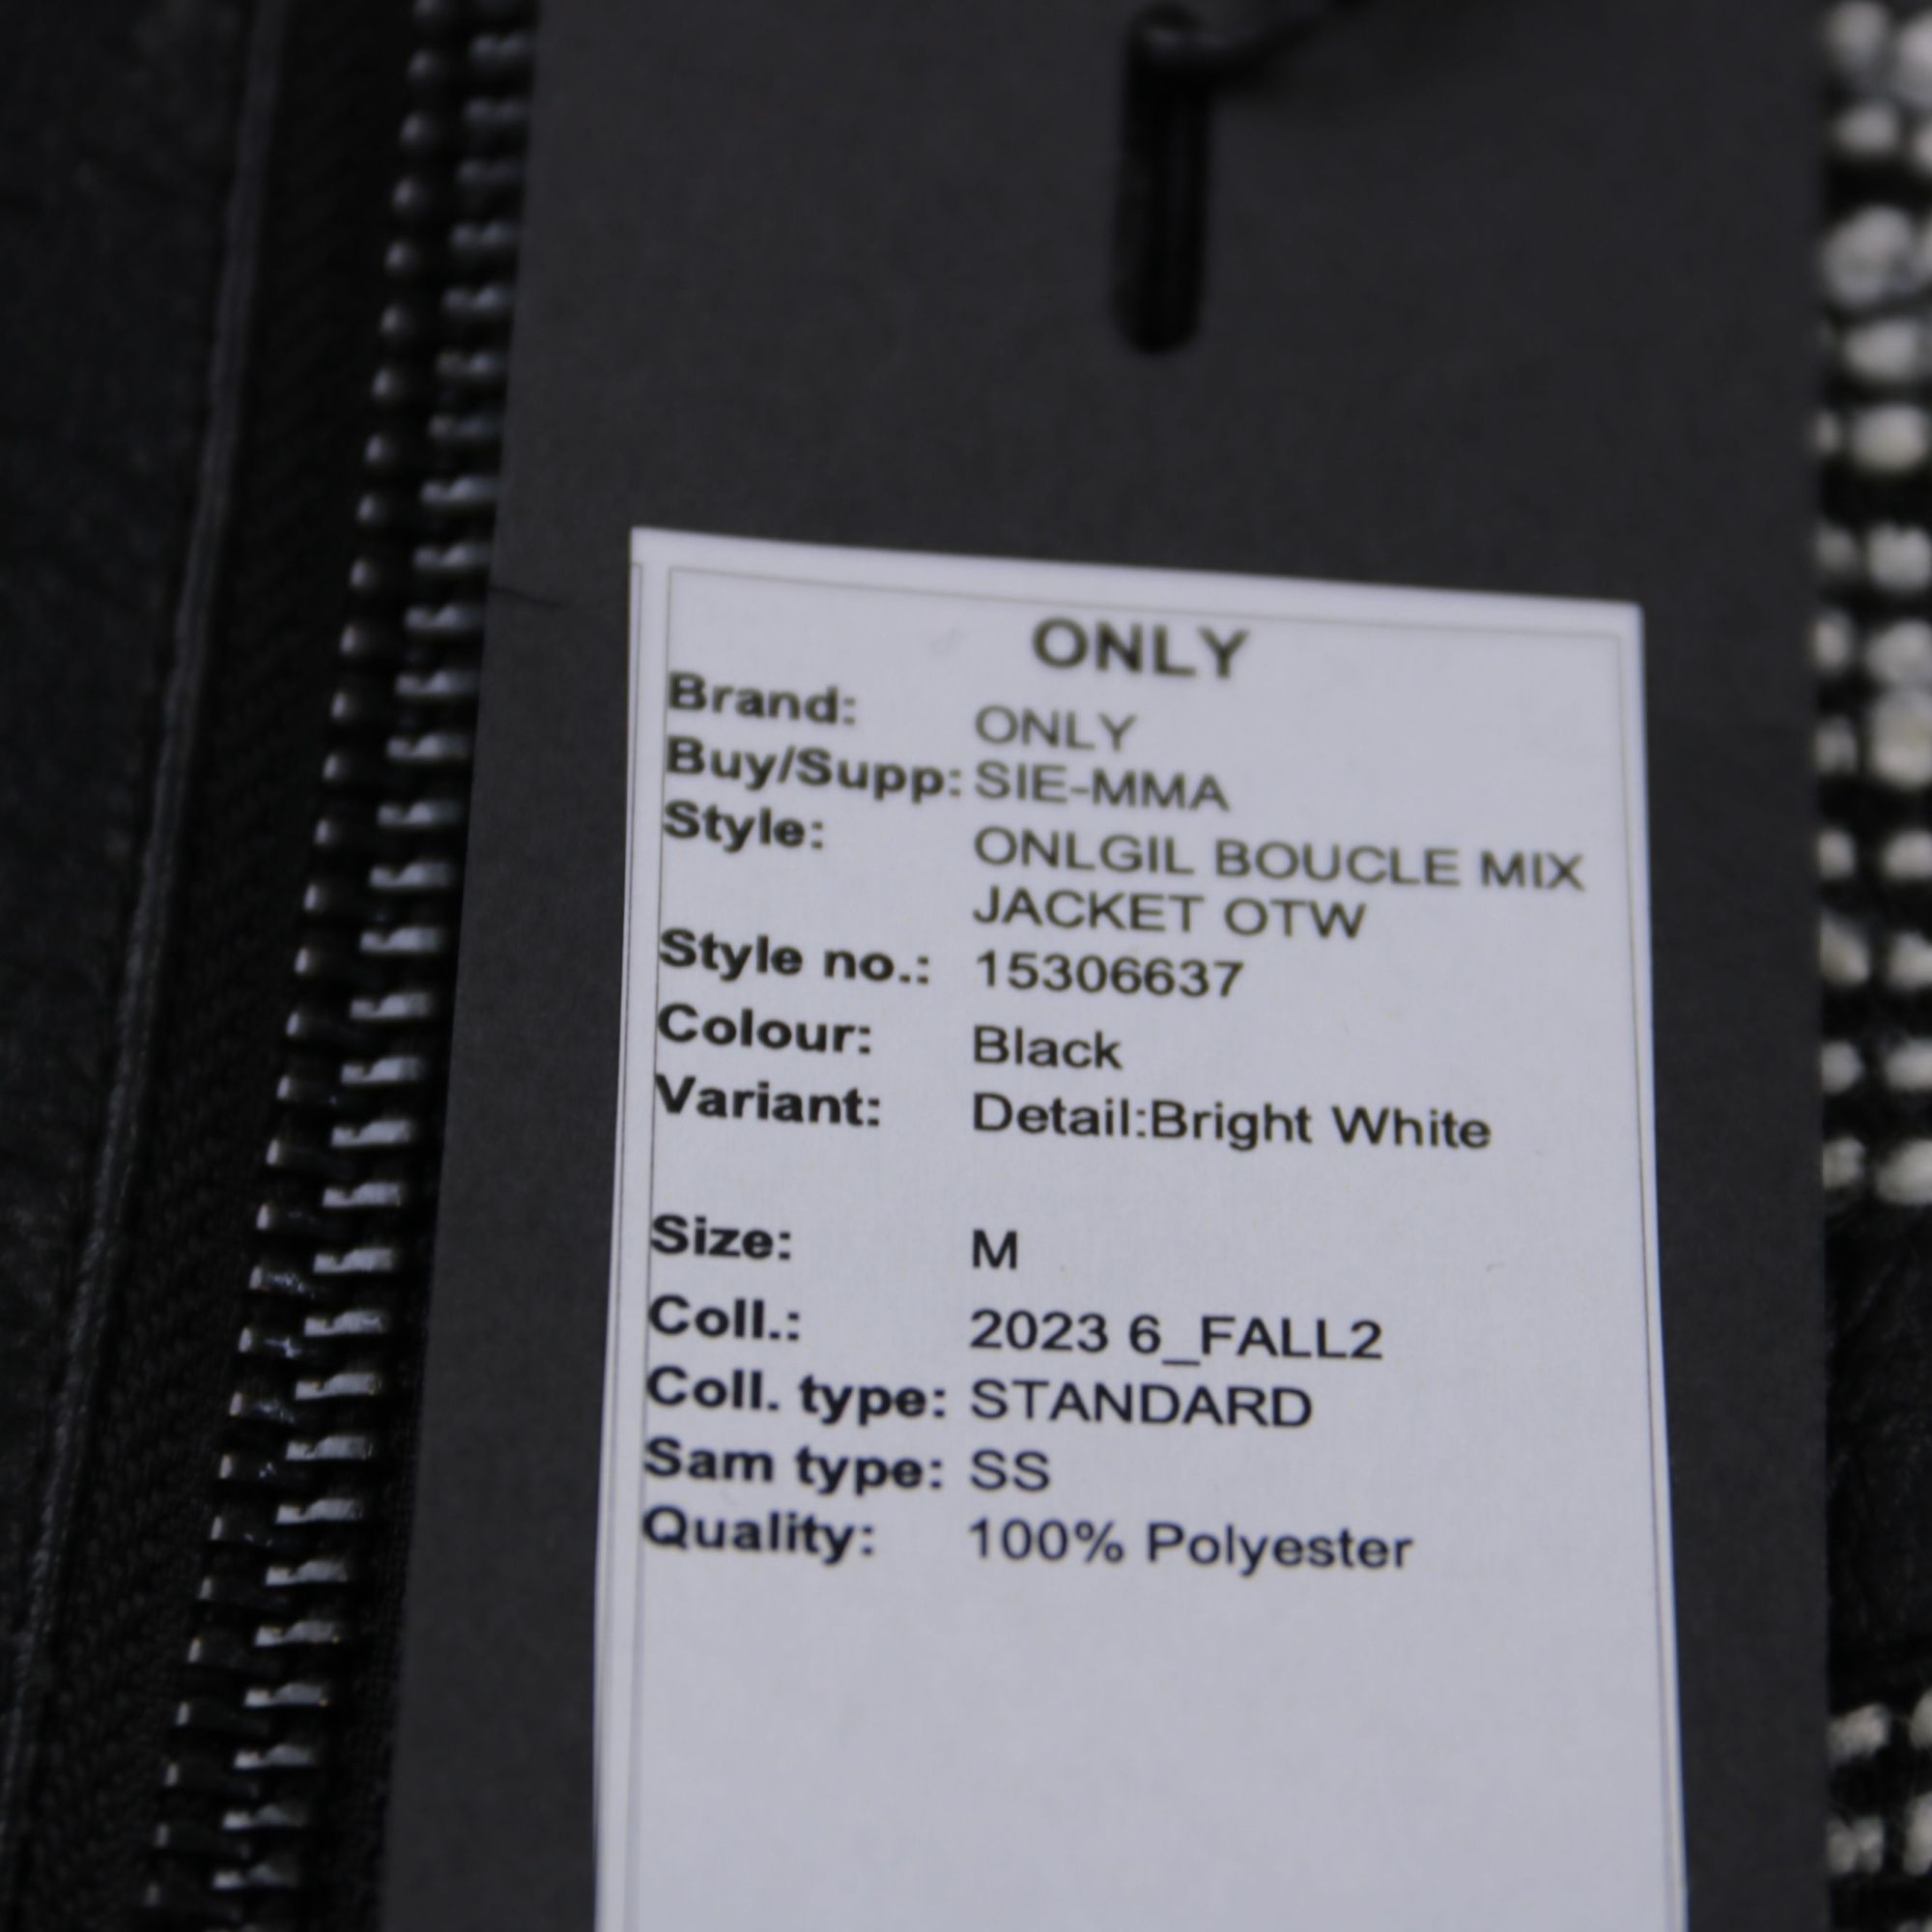 ONLY
Brand: ONLY
Buy/Supp: SIE-MMA
Style: ONLGIL BOUCLE MIX
JACKET OTW
Style no.: 15306637
Colour: Black
Variant: Detail:Bright White
Size: M
Coll.: 2023 6_FALL2
Coll. type: STANDARD
Sam type: SS
Quality: 100% Polyester